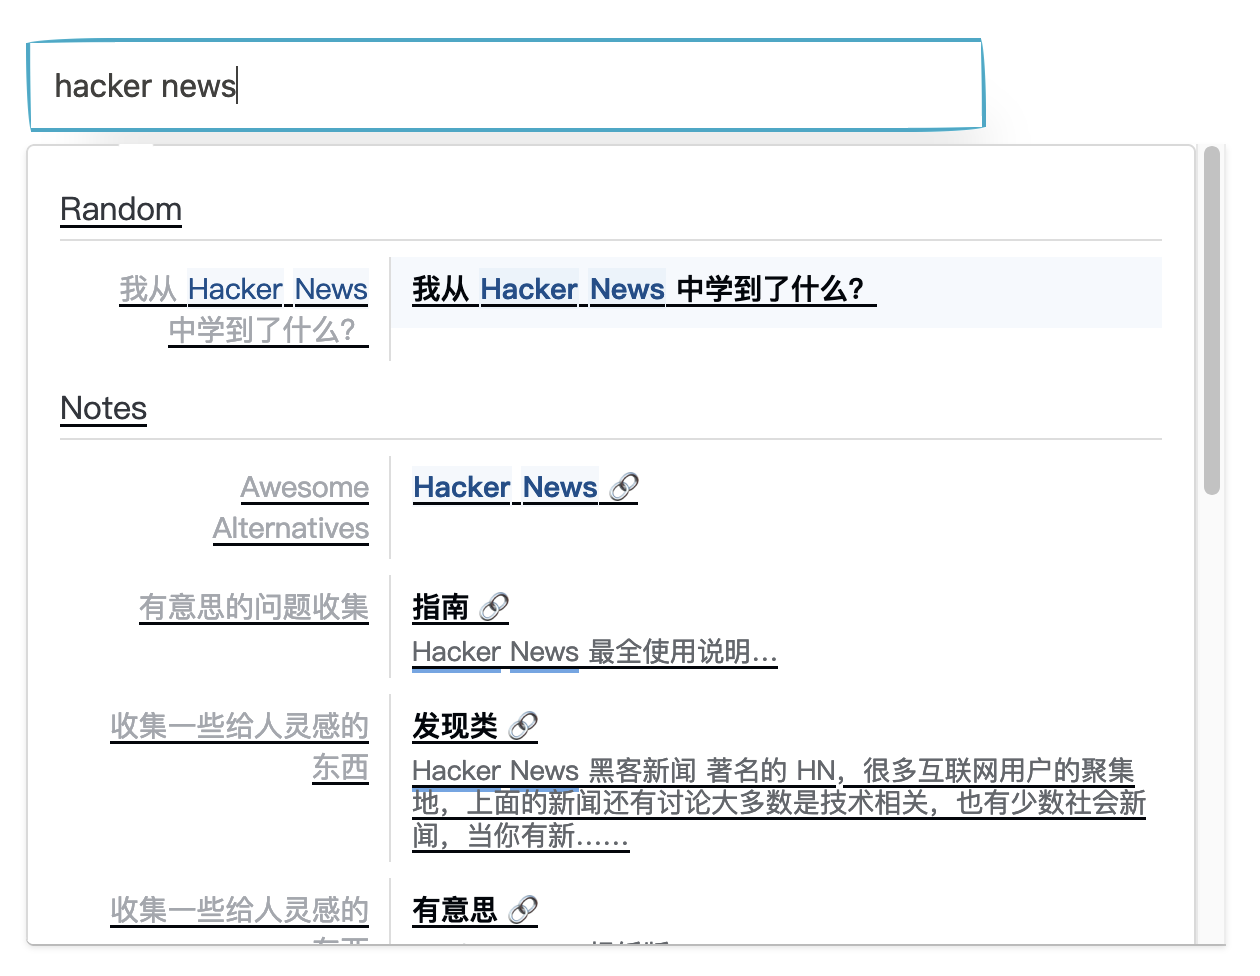 hacker news
Random
我从 Hacker News
中学到了什么？
我从 Hacker News 中学到了什么？
Notes
Awesome
Alternatives
Hacker News 🔗
有意思的问题收集
指南 🔗
Hacker News 最全使用说明...
收集一些给人灵感的
东西
发现类 🔗
Hacker News 黑客新闻 著名的 HN，很多互联网用户的聚集
地，上面的新闻还有讨论大多数是技术相关，也有少数社会新
闻，当你有新……
收集一些给人灵感的
有意思 🔗